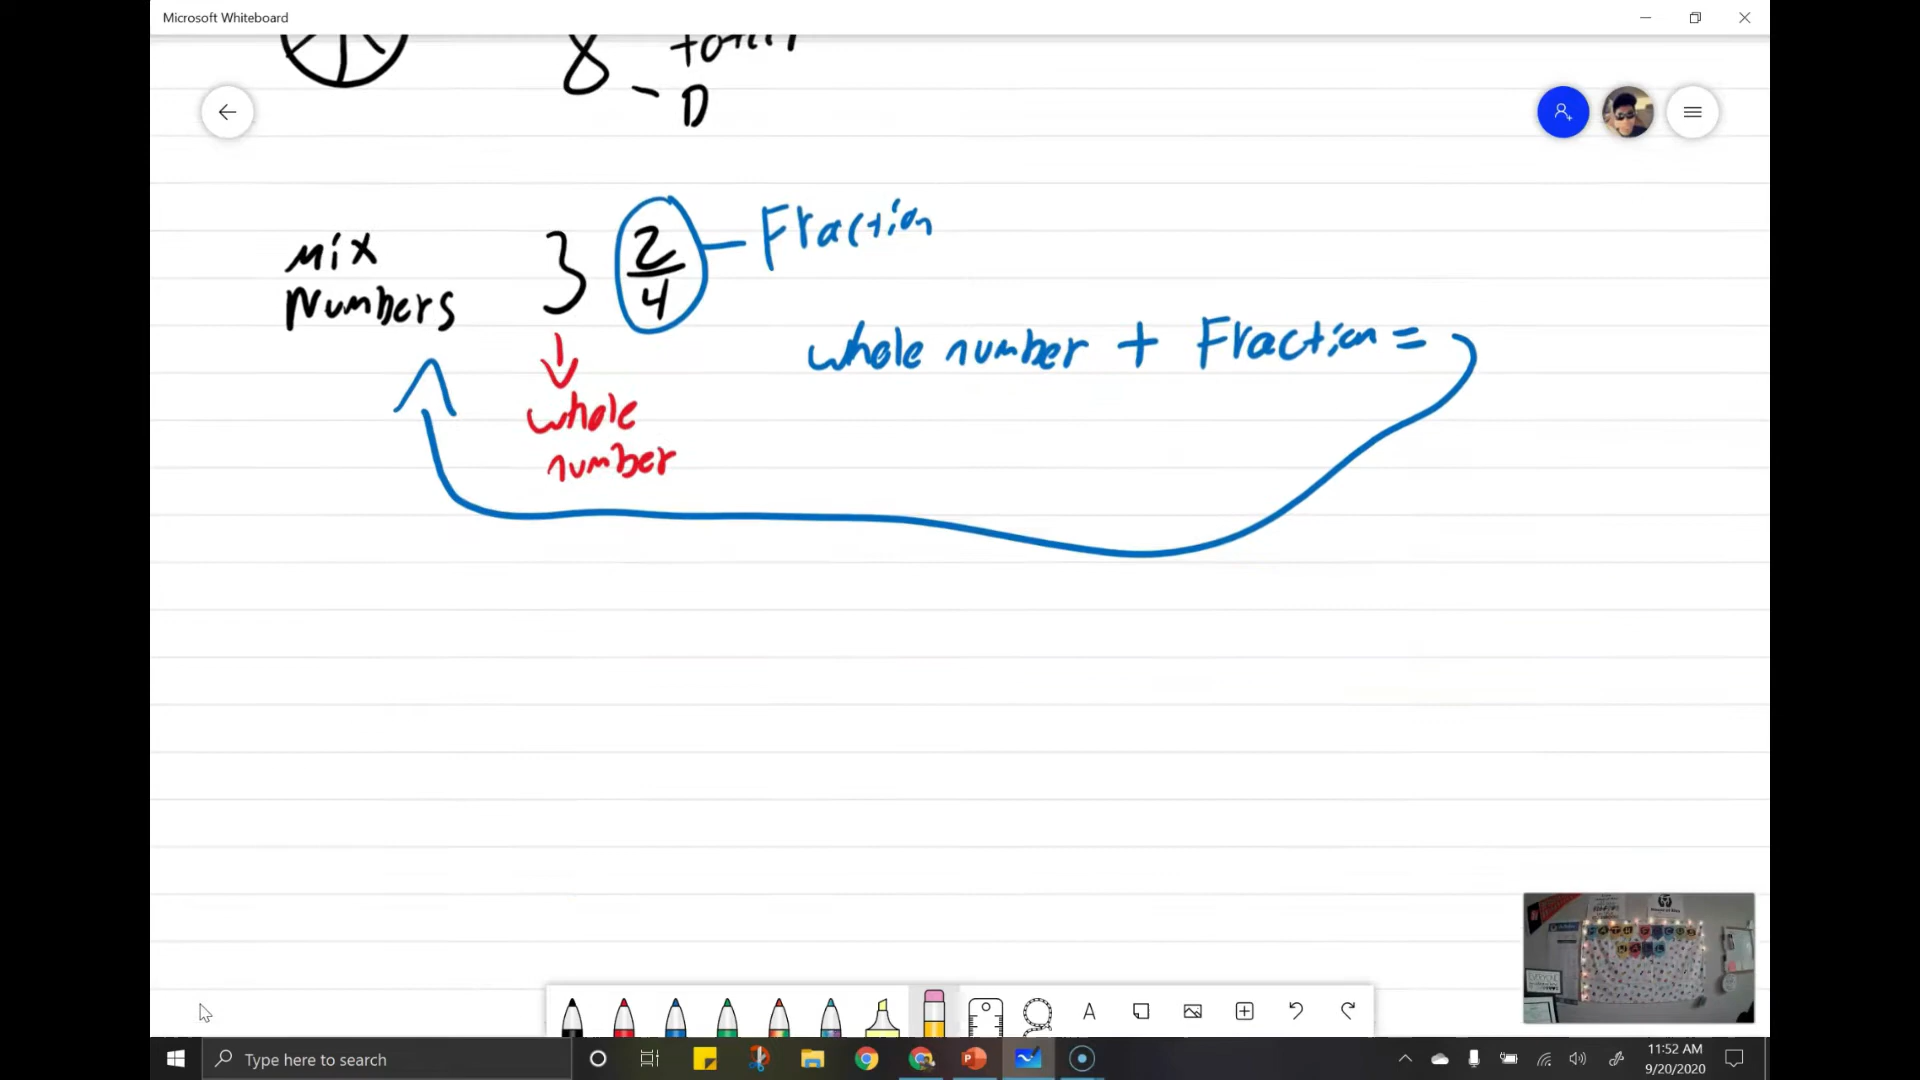 Microsoft Whiteboard
8 total
D
Mix
Numbers
3 2/4
Fraction
whole number + Fraction =
whole
number
Type here to search
11:52 AM
9/20/2020